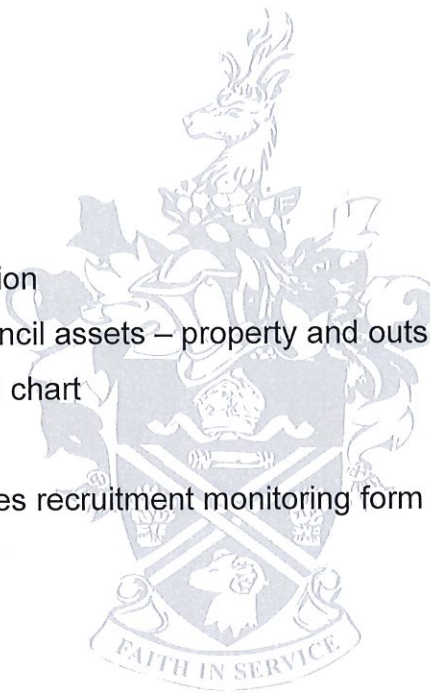 ion
ncil assets – property and outs
chart
es recruitment monitoring form
FAITH IN SERVICE